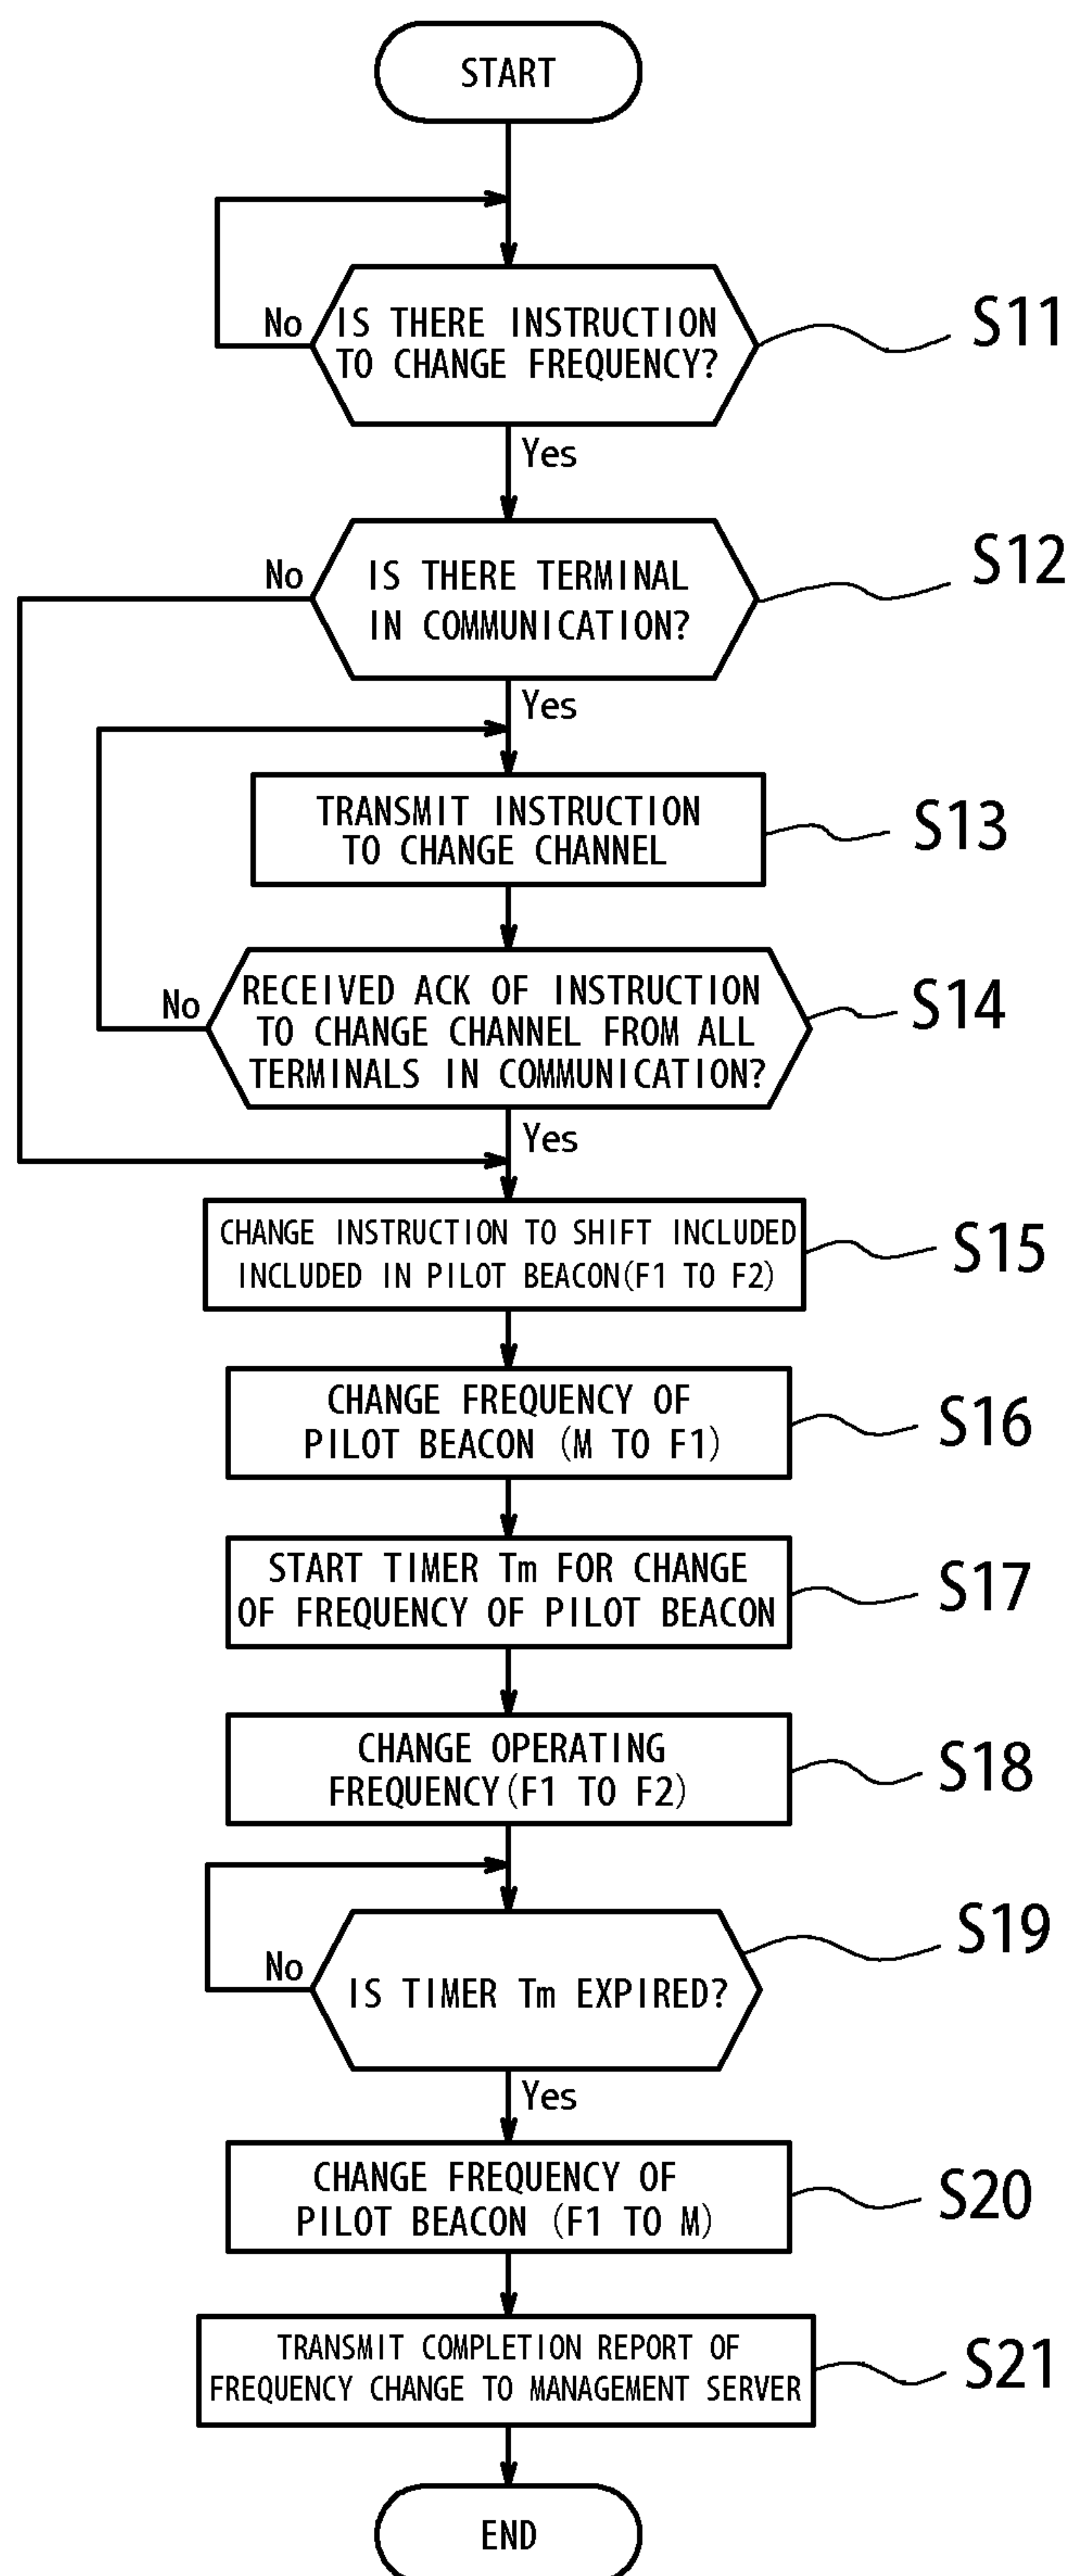 START
No
IS THERE INSTRUCTION
TO CHANGE FREQUENCY?
S11
Yes
No
IS THERE TERMINAL
IN COMMUNICATION?
S12
Yes
TRANSMIT INSTRUCTION
TO CHANGE CHANNEL
S13
No
RECEIVED ACK OF INSTRUCTION
TO CHANGE CHANNEL FROM ALL
TERMINALS IN COMMUNICATION?
S14
Yes
CHANGE INSTRUCTION TO SHIFT INCLUDED
INCLUDED IN PILOT BEACON(F1 TO F2)
S15
CHANGE FREQUENCY OF
PILOT BEACON (M TO F1)
S16
START TIMER Tm FOR CHANGE
OF FREQUENCY OF PILOT BEACON
S17
CHANGE OPERATING
FREQUENCY(F1 TO F2)
S18
No
IS TIMER Tm EXPIRED?
S19
Yes
CHANGE FREQUENCY OF
PILOT BEACON (F1 TO M)
S20
TRANSMIT COMPLETION REPORT OF
FREQUENCY CHANGE TO MANAGEMENT SERVER
S21
END